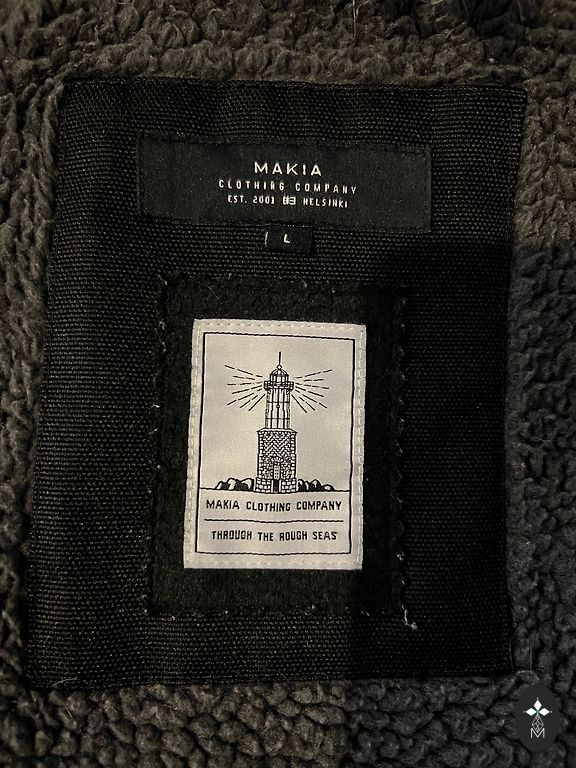 MAKIA
CLOTHING COMPANY
EST. 2001 HELSINKI
L
MAKIA CLOTHING COMPANY
THROUGH THE ROUGH SEAS